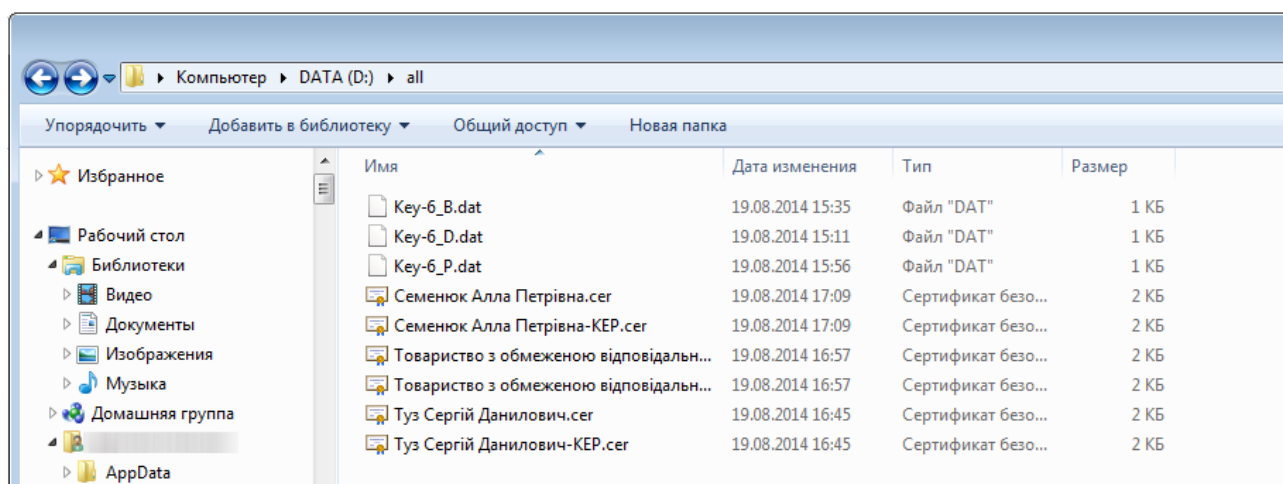 Компьютер DATA (D:) all
Упорядочить Добавить в библиотеку Общий доступ Новая папка
Избранное
Рабочий стол
Библиотеки
Видео
Документы
Изображения
Музыка
Домашняя группа
AppData
Имя Дата изменения Тип Размер
Key-6_B.dat 19.08.2014 15:35 Файл "DAT" 1 КБ
Key-6_D.dat 19.08.2014 15:11 Файл "DAT" 1 КБ
Key-6_P.dat 19.08.2014 15:56 Файл "DAT" 1 КБ
Семенюк Алла Петрівна.cer 19.08.2014 17:09 Сертификат безо... 2 КБ
Семенюк Алла Петрівна-КЕР.cer 19.08.2014 17:09 Сертификат безо... 2 КБ
Товариство з обмеженою відповідальн... 19.08.2014 16:57 Сертификат безо... 2 КБ
Товариство з обмеженою відповідальн... 19.08.2014 16:57 Сертификат безо... 2 КБ
Туз Сергій Данилович.cer 19.08.2014 16:45 Сертификат безо... 2 КБ
Туз Сергій Данилович-КЕР.cer 19.08.2014 16:45 Сертификат безо... 2 КБ